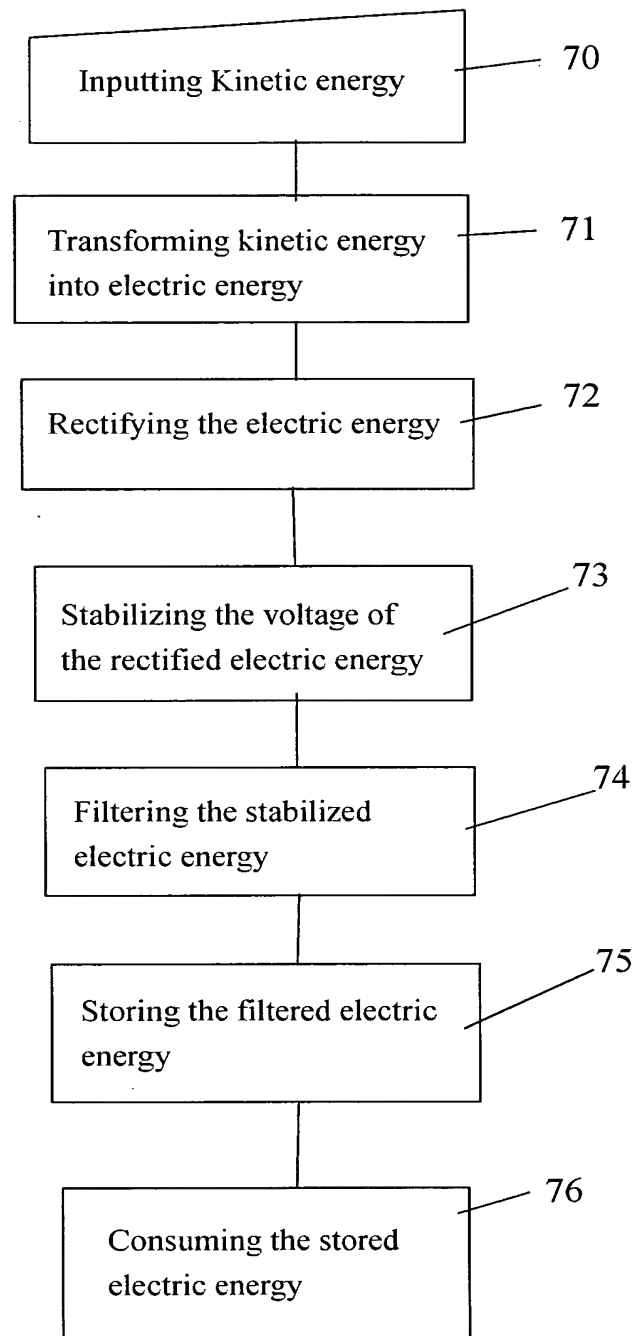 Inputting Kinetic energy
70
Transforming kinetic energy
into electric energy
71
Rectifying the electric energy
72
Stabilizing the voltage of
the rectified electric energy
73
Filtering the stabilized
electric energy
74
Storing the filtered electric
energy
75
Consuming the stored
electric energy
76